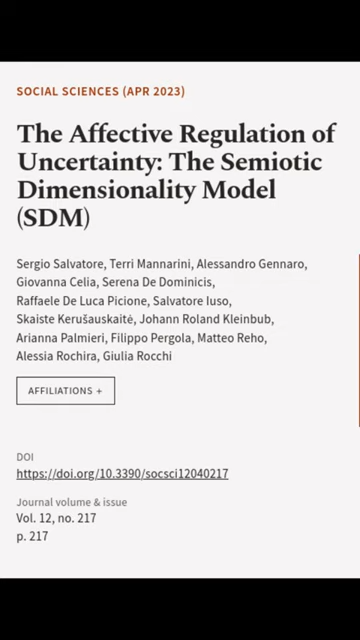 SOCIAL SCIENCES (APR 2023)
The Affective Regulation of
Uncertainty: The Semiotic
Dimensionality Model
(SDM)
Sergio Salvatore, Terri Mannarini, Alessandro Gennaro,
Giovanna Celia, Serena De Dominicis,
Raffaele De Luca Picione, Salvatore Iuso,
Skaiste Kerušauskaitė, Johann Roland Kleinbub,
Arianna Palmieri, Filippo Pergola, Matteo Reho,
Alessia Rochira, Giulia Rocchi
AFFILIATIONS +
DOI
https://doi.org/10.3390/socsci12040217
Journal volume & issue
Vol. 12, no. 217
p. 217